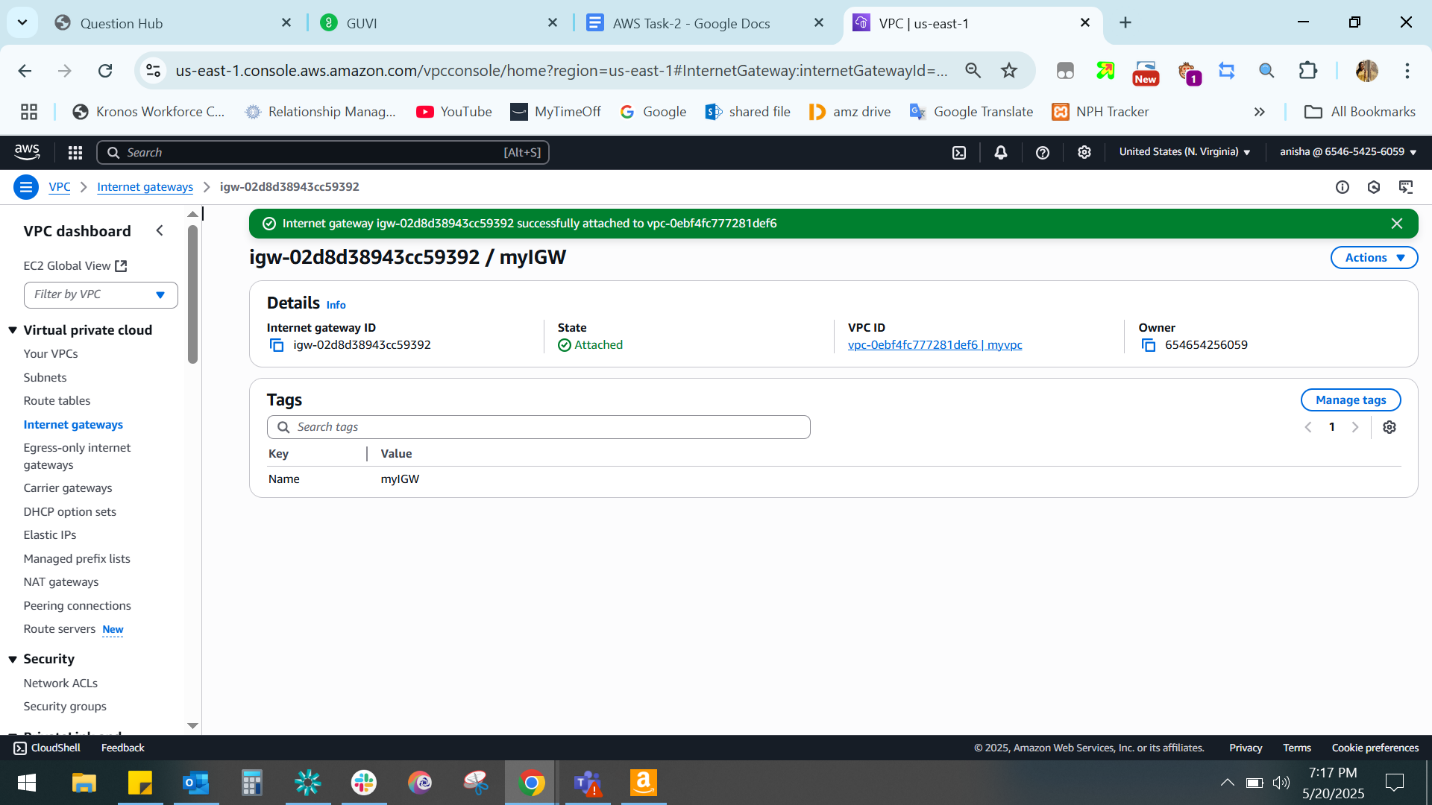 Question Hub
GUVI
AWS Task-2 - Google Docs
VPC | us-east-1
us-east-1.console.aws.amazon.com/vpcconsole/home?region=us-east-1#InternetGateway:internetGatewayId=...
New
1
Kronos Workforce C...
Relationship Manag...
YouTube
MyTimeOff
Google
shared file
amz drive
Google Translate
NPH Tracker
»
All Bookmarks
aws
Search
[Alt+S]
United States (N. Virginia)
anisha @ 6546-5425-6059
VPC
Internet gateways
igw-02d8d38943cc59392
VPC dashboard
EC2 Global View
Filter by VPC
Virtual private cloud
Your VPCs
Subnets
Route tables
Internet gateways
Egress-only internet
gateways
Carrier gateways
DHCP option sets
Elastic IPs
Managed prefix lists
NAT gateways
Peering connections
Route servers New
Security
Network ACLs
Security groups
Internet gateway igw-02d8d38943cc59392 successfully attached to vpc-0ebf4fc777281def6
igw-02d8d38943cc59392 / myIGW
Actions
Details Info
Internet gateway ID
igw-02d8d38943cc59392
State
Attached
VPC ID
vpc-0ebf4fc777281def6 | myvpc
Owner
654654256059
Tags
Manage tags
Search tags
1
Key
Value
Name
myIGW
CloudShell
Feedback
© 2025, Amazon Web Services, Inc. or its affiliates.
Privacy
Terms
Cookie preferences
7:17 PM
5/20/2025